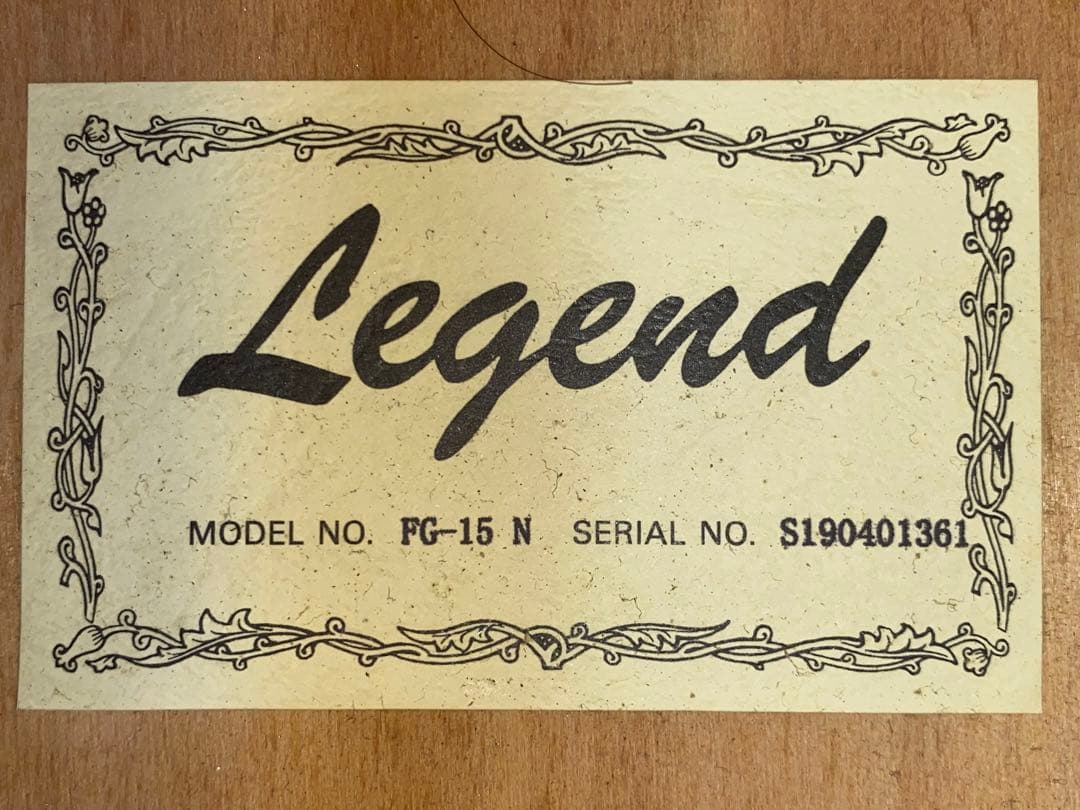 Legend
MODEL NO. FG-15 N SERIAL NO. S190401361